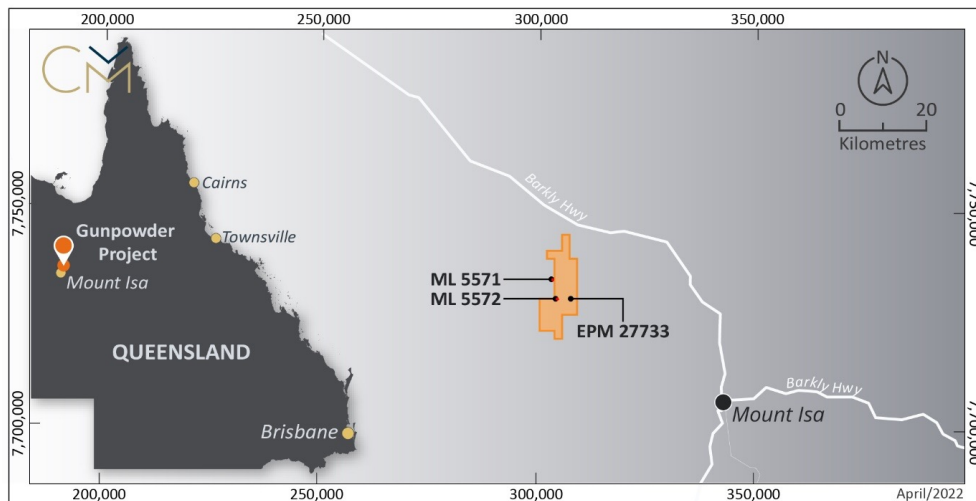 200,000
250,000
300,000
350,000
CM
N
0
20
Kilometres
Barkly Hwy
7,750,000
Cairns
Gunpowder
Project
Townsville
Mount Isa
ML 5571
ML 5572
EPM 27733
QUEENSLAND
Barkly Hwy
Mount Isa
7,700,000
Brisbane
200,000
250,000
300,000
350,000
April/2022